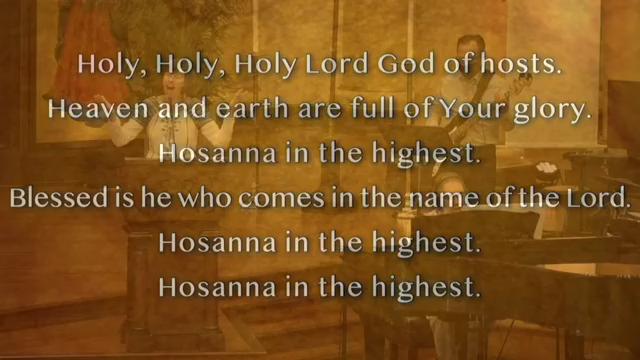 Holy, Holy, Holy Lord God of hosts.
Heaven and earth are full of Your glory.
Hosanna in the highest.
Blessed is he who comes in the name of the Lord.
Hosanna in the highest.
Hosanna in the highest.